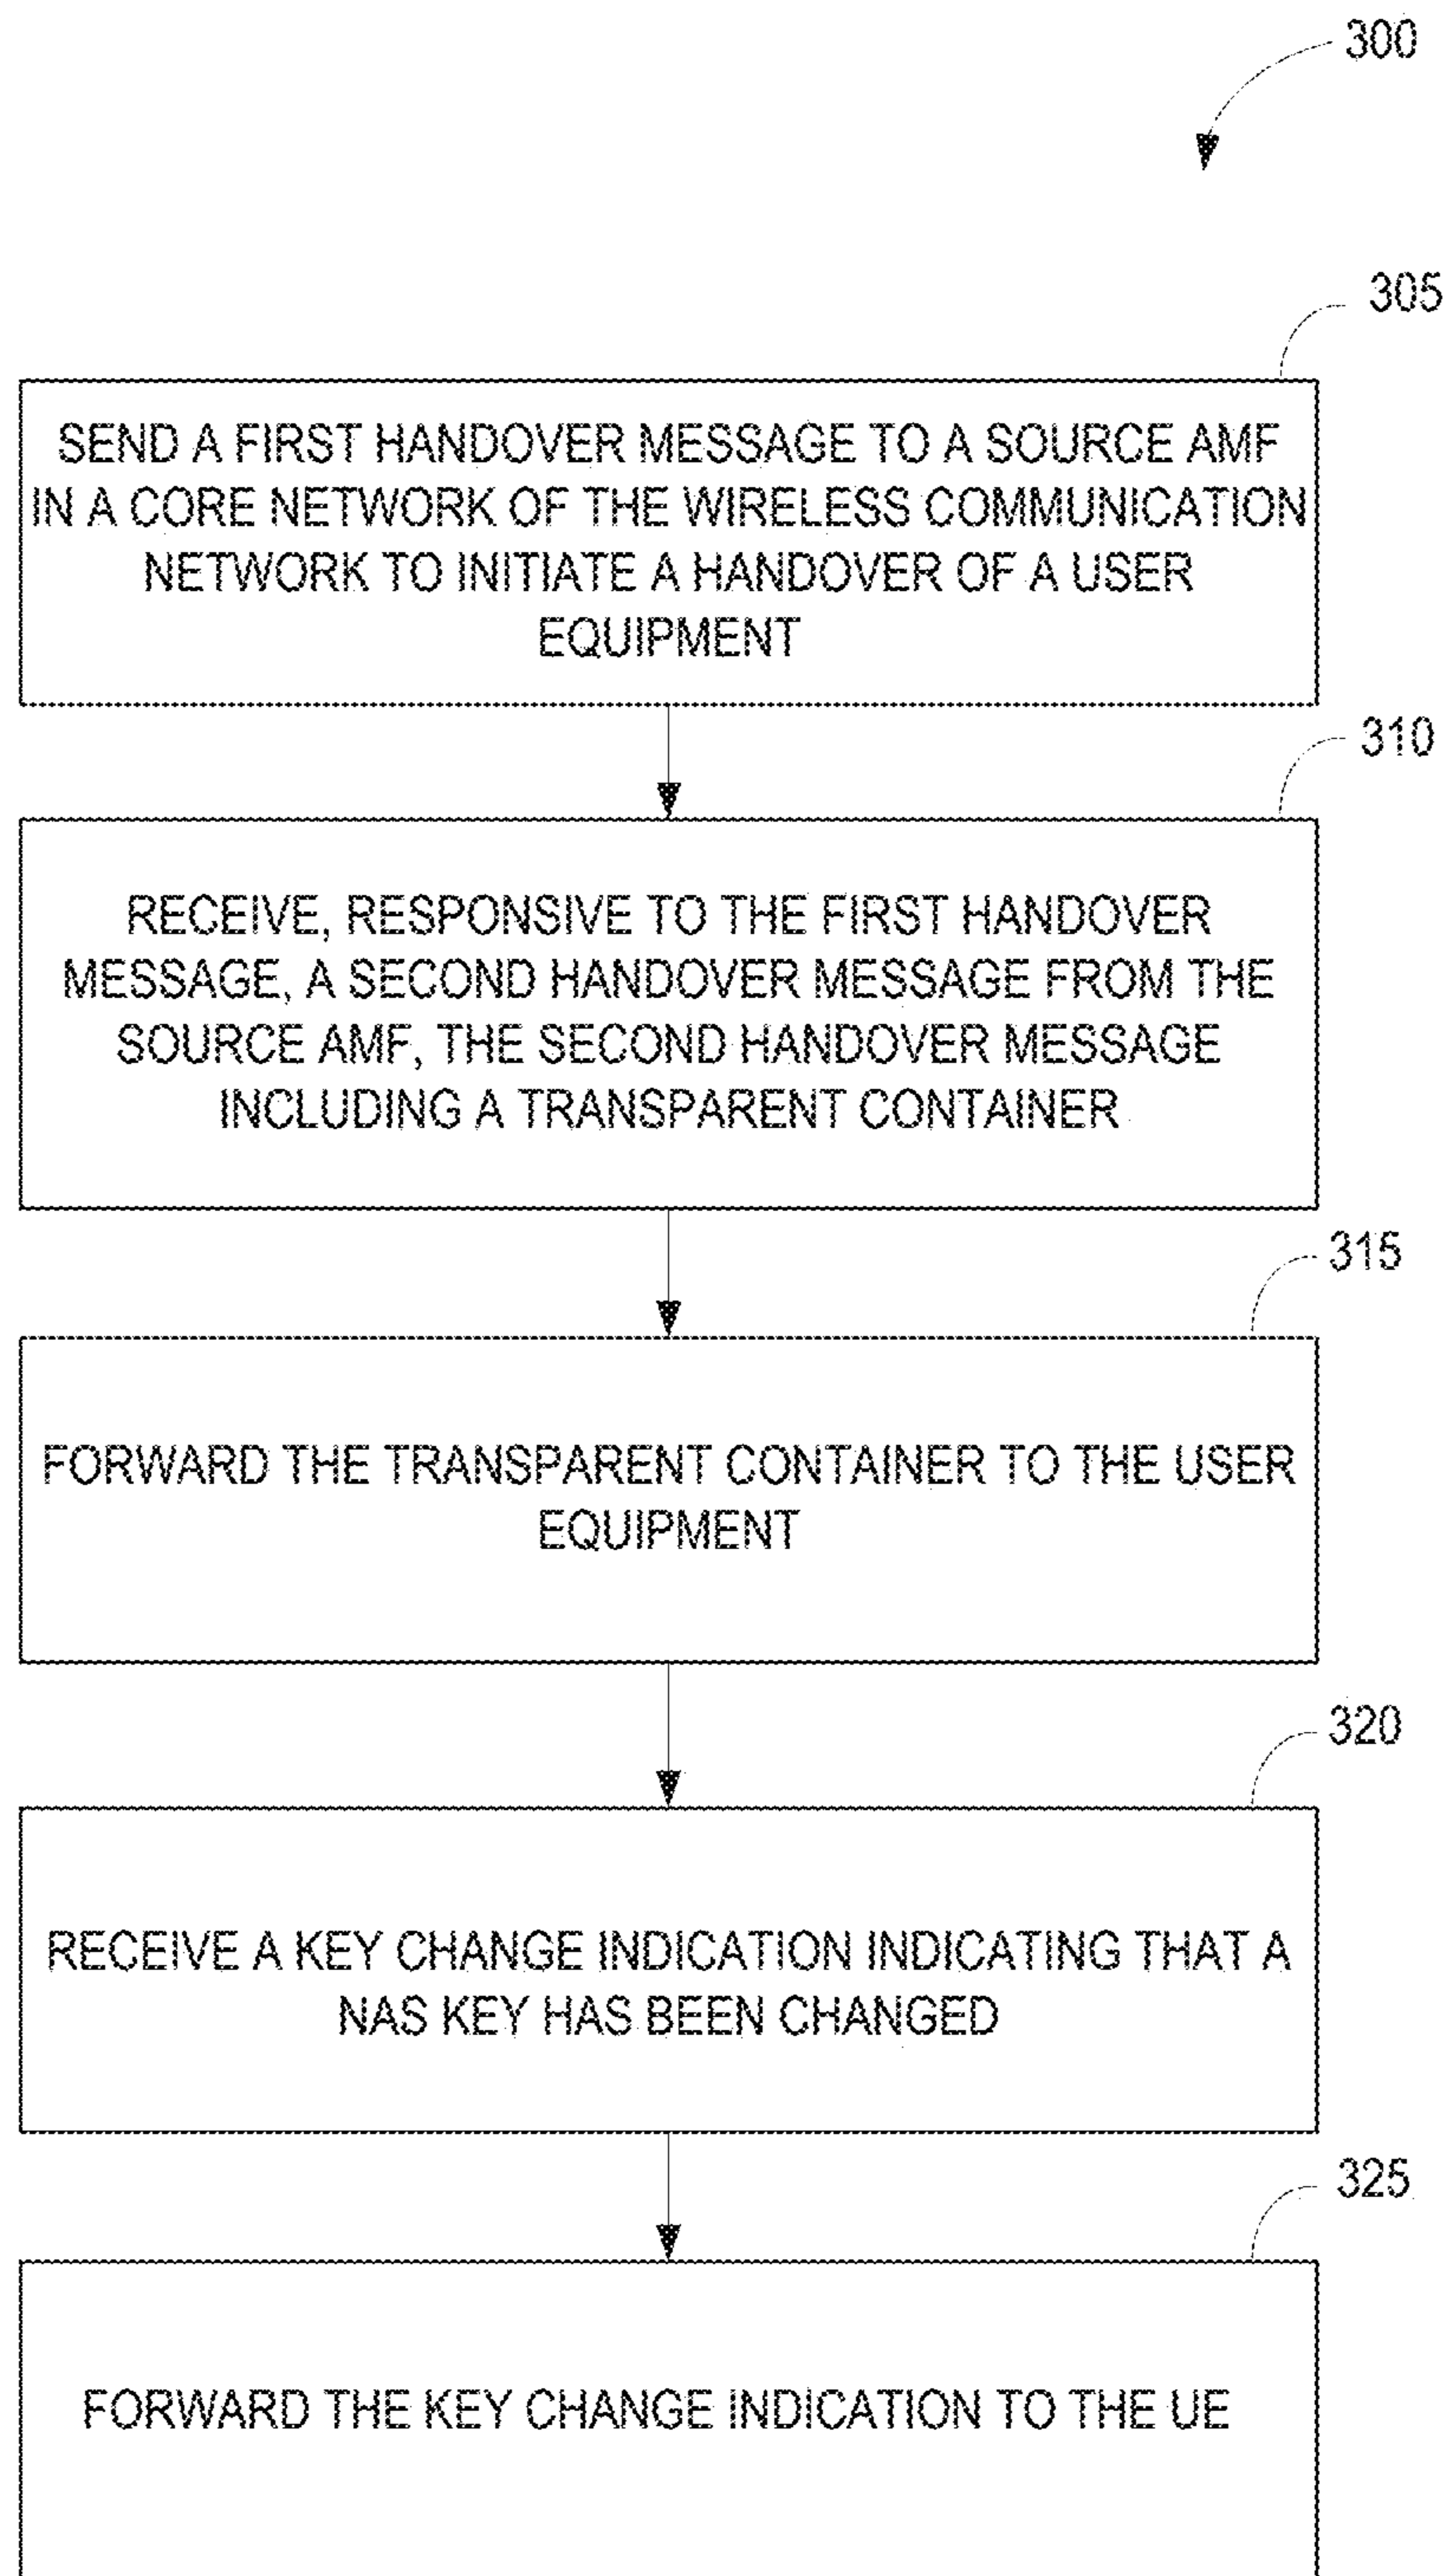 300
305
SEND A FIRST HANDOVER MESSAGE TO A SOURCE AMF
IN A CORE NETWORK OF THE WIRELESS COMMUNICATION
NETWORK TO INITIATE A HANDOVER OF A USER
EQUIPMENT
310
RECEIVE, RESPONSIVE TO THE FIRST HANDOVER
MESSAGE, A SECOND HANDOVER MESSAGE FROM THE
SOURCE AMF, THE SECOND HANDOVER MESSAGE
INCLUDING A TRANSPARENT CONTAINER
315
FORWARD THE TRANSPARENT CONTAINER TO THE USER
EQUIPMENT
320
RECEIVE A KEY CHANGE INDICATION INDICATING THAT A
NAS KEY HAS BEEN CHANGED
325
FORWARD THE KEY CHANGE INDICATION TO THE UE